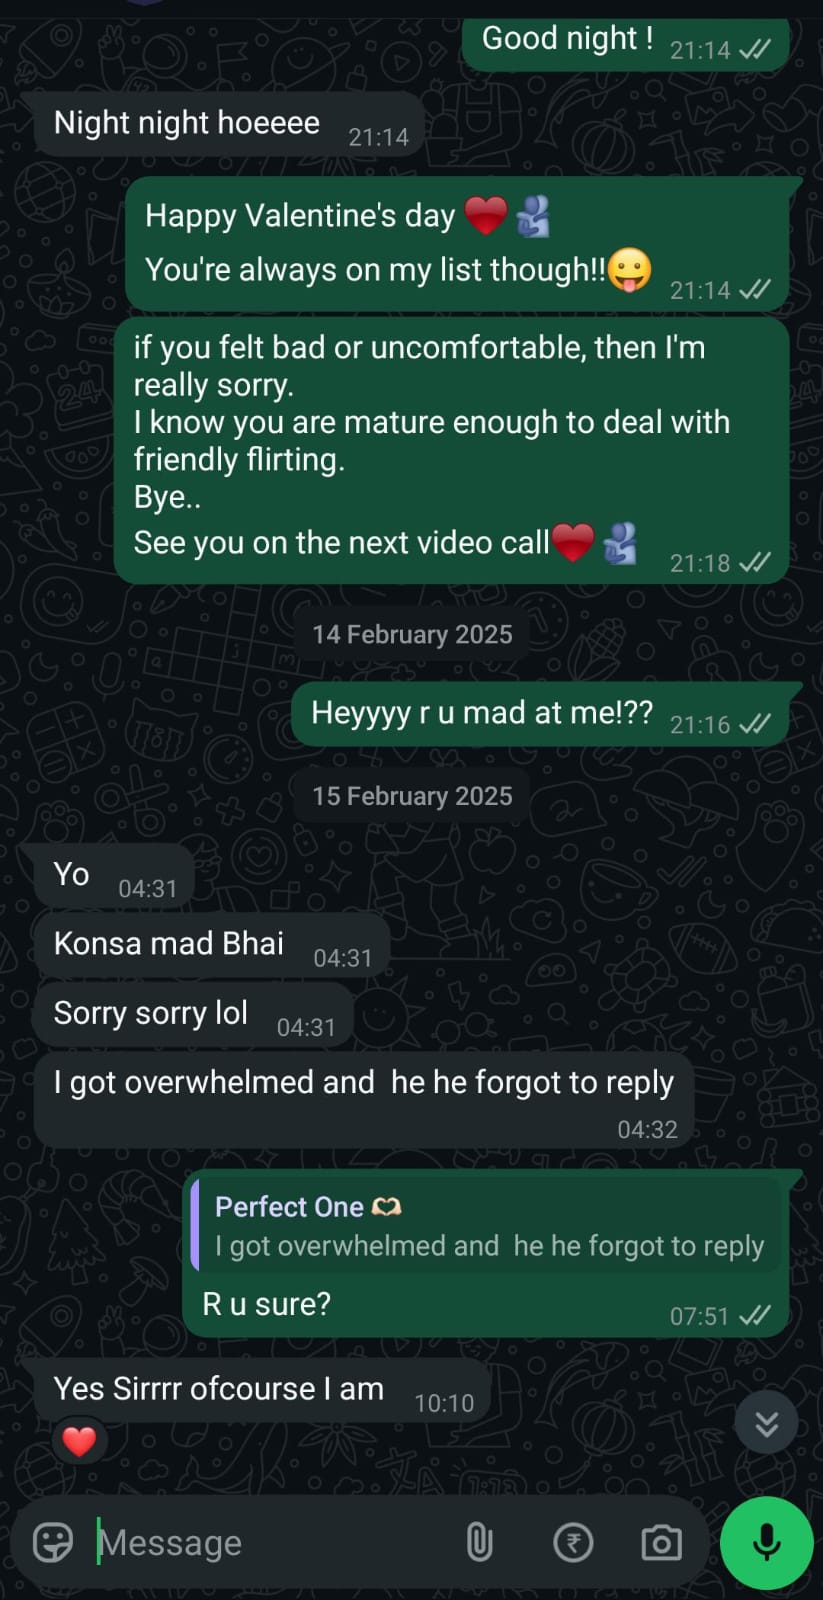 Good night ! 21:14
Night night hoeeee 21:14
Happy Valentine's day ❤️🫂
You're always on my list though!!😛 21:14
if you felt bad or uncomfortable, then I'm
really sorry.
I know you are mature enough to deal with
friendly flirting.
Bye..
See you on the next video call❤️🫂 21:18
14 February 2025
Heyyyy r u mad at me!?? 21:16
15 February 2025
Yo 04:31
Konsa mad Bhai 04:31
Sorry sorry lol 04:31
I got overwhelmed and  he he forgot to reply
04:32
Perfect One 🫶🏻
I got overwhelmed and  he he forgot to reply
R u sure? 07:51
Yes Sirrrr ofcourse I am 10:10
❤️
Message